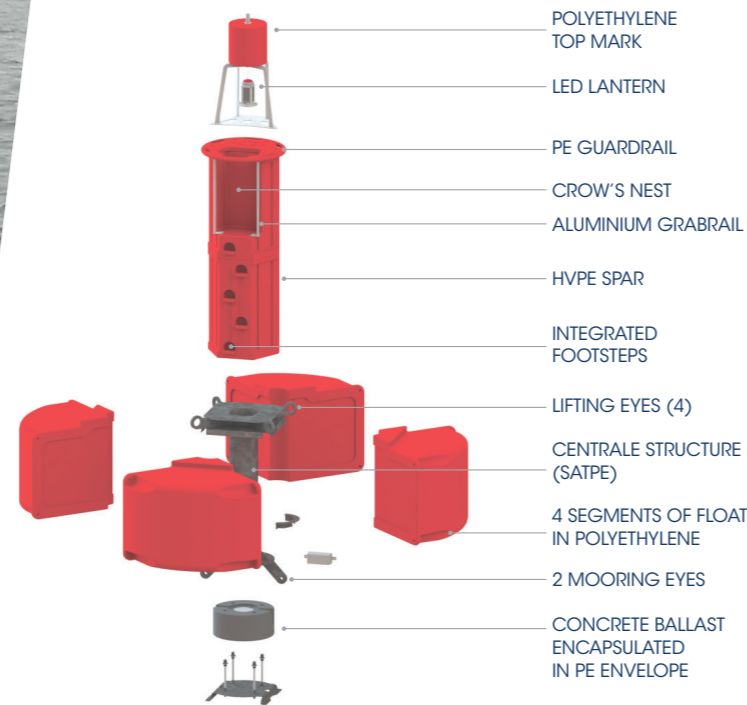 POLYETHYLENE
TOP MARK
LED LANTERN
PE GUARDRAIL
CROW'S NEST
ALUMINIUM GRABRAIL
HVPE SPAR
INTEGRATED
FOOTSTEPS
LIFTING EYES (4)
CENTRALE STRUCTURE
(SATPE)
4 SEGMENTS OF FLOAT
IN POLYETHYLENE
2 MOORING EYES
CONCRETE BALLAST
ENCAPSULATED
IN PE ENVELOPE